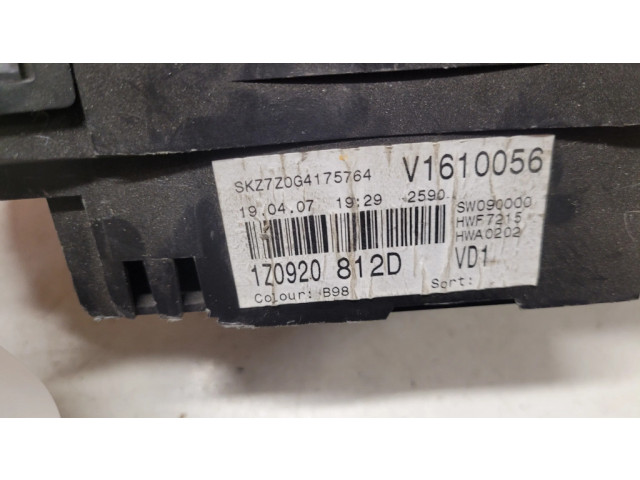 SKZ7Z0G4175764 V1610056
19.04.07 19:29 2590
SW090000
HWF7215
HWA0202
1Z0920 812D VD1
Colour: B98 Sort: